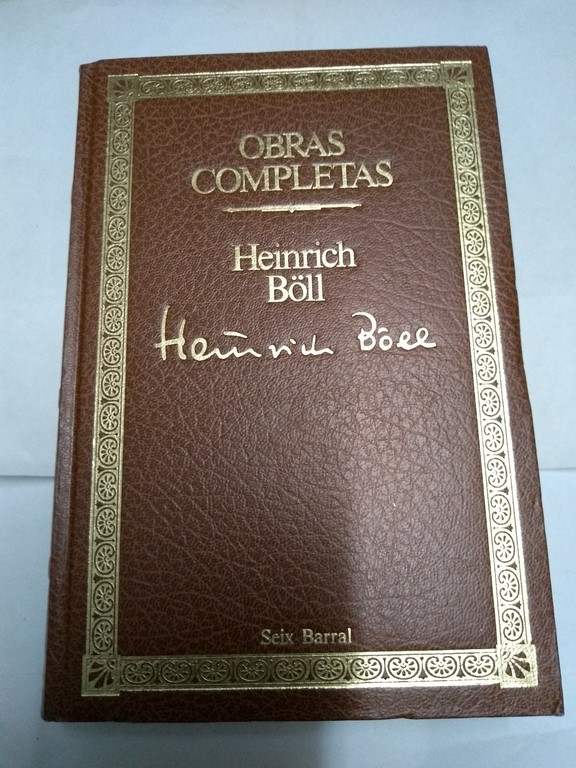 OBRAS
COMPLETAS
Heinrich
Böll
Heinrich Böll
Seix Barral